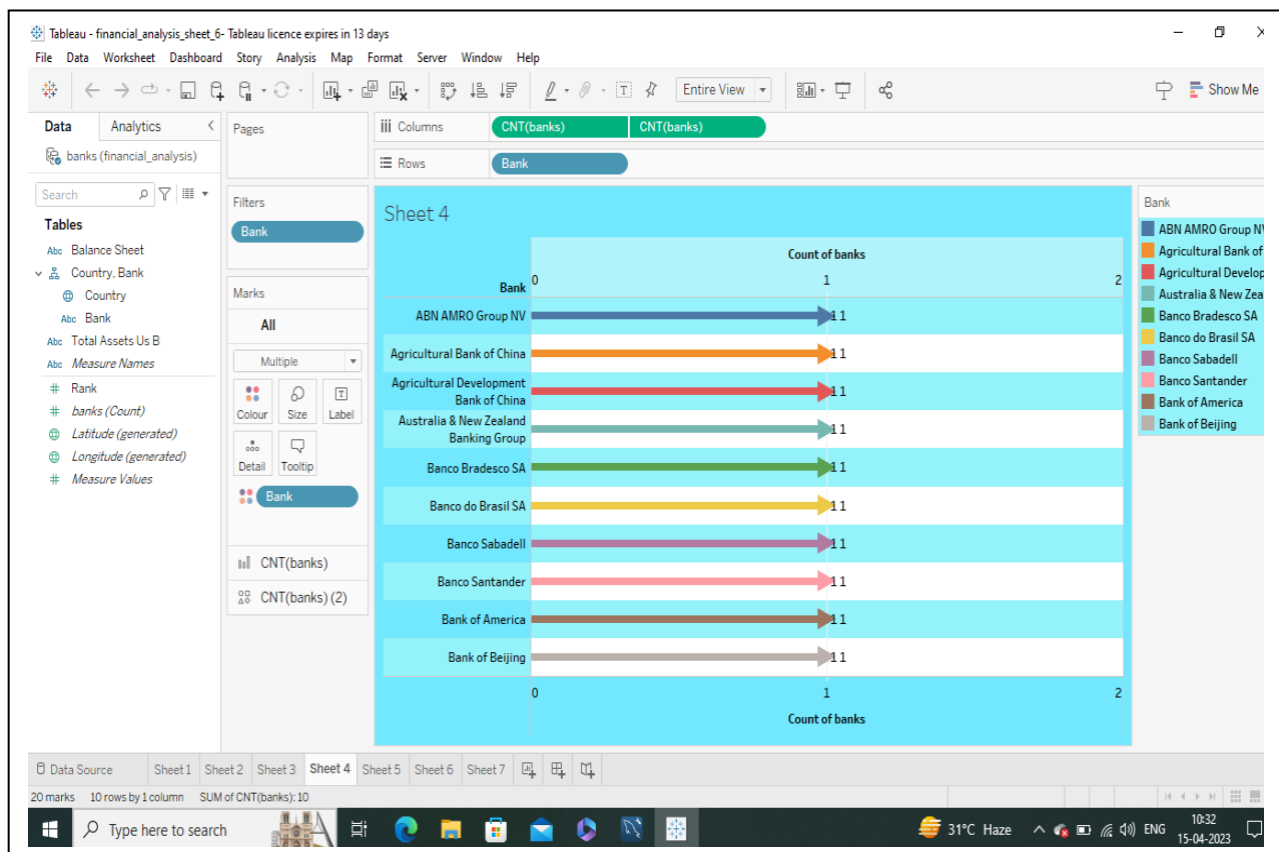 Tableau - financial_analysis_sheet_6- Tableau licence expires in 13 days
File Data Worksheet Dashboard Story Analysis Map Format Server Window Help
Entire View
Show Me
Data Analytics
banks (financial_analysis)
Search
Tables
Abc Balance Sheet
Country, Bank
Country
Abc Bank
Abc Total Assets Us B
Abc Measure Names
# Rank
# banks (Count)
Latitude (generated)
Longitude (generated)
# Measure Values
Pages
Filters
Bank
Marks
All
Multiple
Colour Size Label
Detail Tooltip
Bank
CNT(banks)
CNT(banks) (2)
Columns CNT(banks) CNT(banks)
Rows Bank
Sheet 4
Count of banks
Bank 0 1 2
ABN AMRO Group NV 1 1
Agricultural Bank of China 1 1
Agricultural Development
Bank of China 1 1
Australia & New Zealand
Banking Group 1 1
Banco Bradesco SA 1 1
Banco do Brasil SA 1 1
Banco Sabadell 1 1
Banco Santander 1 1
Bank of America 1 1
Bank of Beijing 1 1
0 1 2
Count of banks
Bank
ABN AMRO Group NV
Agricultural Bank of
Agricultural Develop
Australia & New Zea
Banco Bradesco SA
Banco do Brasil SA
Banco Sabadell
Banco Santander
Bank of America
Bank of Beijing
Data Source Sheet 1 Sheet 2 Sheet 3 Sheet 4 Sheet 5 Sheet 6 Sheet 7
20 marks 10 rows by 1 column SUM of CNT(banks): 10
Type here to search
31°C Haze
ENG
10:32
15-04-2023